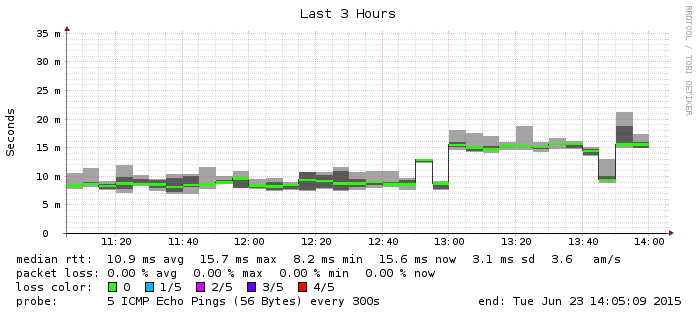 Last 3 Hours
RRDTOOL / TOBI OETIKER
Seconds
35 m
30 m
25 m
20 m
15 m
10 m
5 m
0
11:20 11:40 12:00 12:20 12:40 13:00 13:20 13:40 14:00
median rtt: 10.9 ms avg 15.7 ms max 8.2 ms min 15.6 ms now 3.1 ms sd 3.6 am/s
packet loss: 0.00 % avg 0.00 % max 0.00 % min 0.00 % now
loss color: 0 1/5 2/5 3/5 4/5
probe: 5 ICMP Echo Pings (56 Bytes) every 300s end: Tue Jun 23 14:05:09 2015